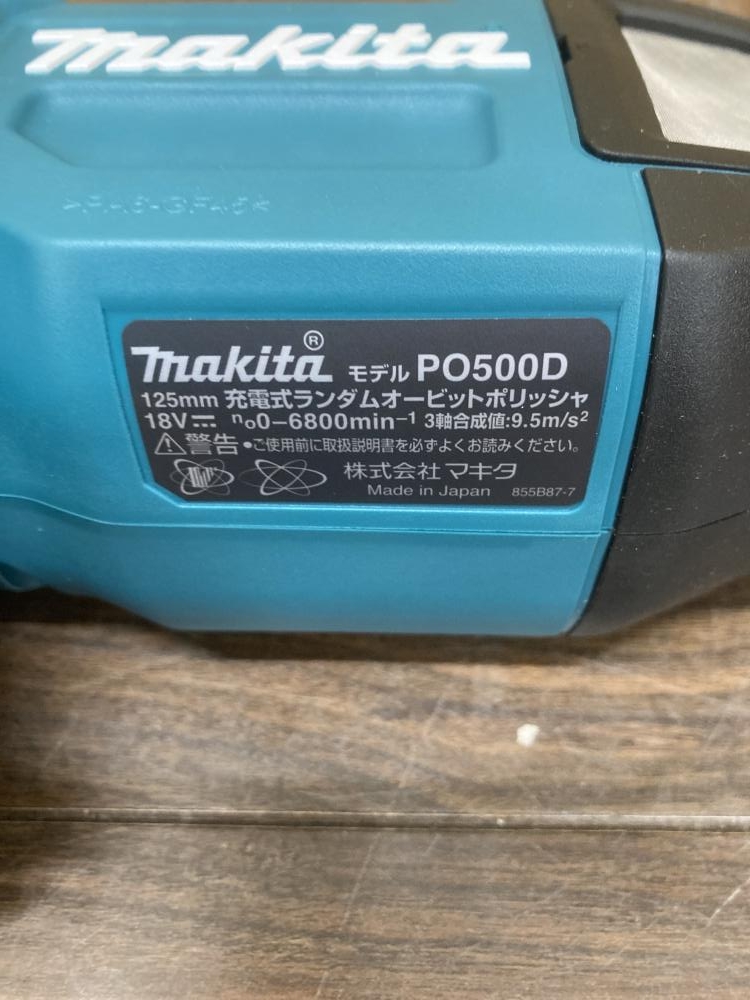 makita
>PA6-GF45<
makita® モデル PO500D
125mm 充電式ランダムオービットポリッシャ
18V⎓ n₀0-6800min⁻¹ 3軸合成値:9.5m/s²
⚠警告 •ご使用前に取扱説明書を必ずよくお読みください。
株式会社 マキタ
Made in Japan 855B87-7